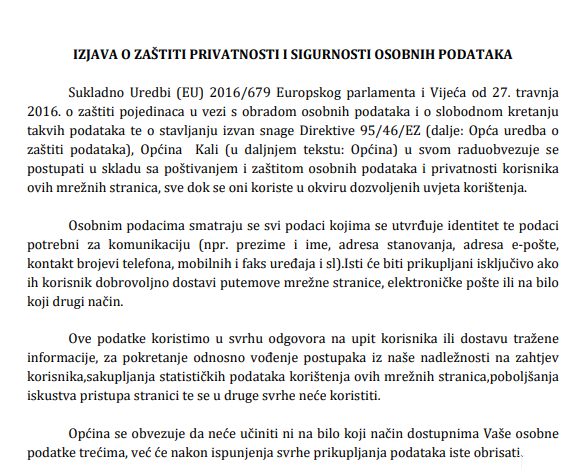 IZJAVA O ZAŠTITI PRIVATNOSTI I SIGURNOSTI OSOBNIH PODATAKA
Sukladno Uredbi (EU) 2016/679 Europskog parlamenta i Vijeća od 27. travnja
2016. o zaštiti pojedinaca u vezi s obradom osobnih podataka i o slobodnom kretanju
takvih podataka te o stavljanju izvan snage Direktive 95/46/EZ (dalje: Opća uredba o
zaštiti podataka), Općina Kali (u daljnjem tekstu: Općina) u svom raduobvezuje se
postupati u skladu sa poštivanjem i zaštitom osobnih podataka i privatnosti korisnika
ovih mrežnih stranica, sve dok se oni koriste u okviru dozvoljenih uvjeta korištenja.
Osobnim podacima smatraju se svi podaci kojima se utvrđuje identitet te podaci
potrebni za komunikaciju (npr. prezime i ime, adresa stanovanja, adresa e-pošte,
kontakt brojevi telefona, mobilnih i faks uređaja i sl).Isti će biti prikupljani isključivo ako
ih korisnik dobrovoljno dostavi putemove mrežne stranice, elektroničke pošte ili na bilo
koji drugi način.
Ove podatke koristimo u svrhu odgovora na upit korisnika ili dostavu tražene
informacije, za pokretanje odnosno vođenje postupaka iz naše nadležnosti na zahtjev
korisnika,sakupljanja statističkih podataka korištenja ovih mrežnih stranica,poboljšanja
iskustva pristupa stranici te se u druge svrhe neće koristiti.
Općina se obvezuje da neće učiniti ni na bilo koji način dostupnima Vaše osobne
podatke trećima, već će nakon ispunjenja svrhe prikupljanja podataka iste obrisati.